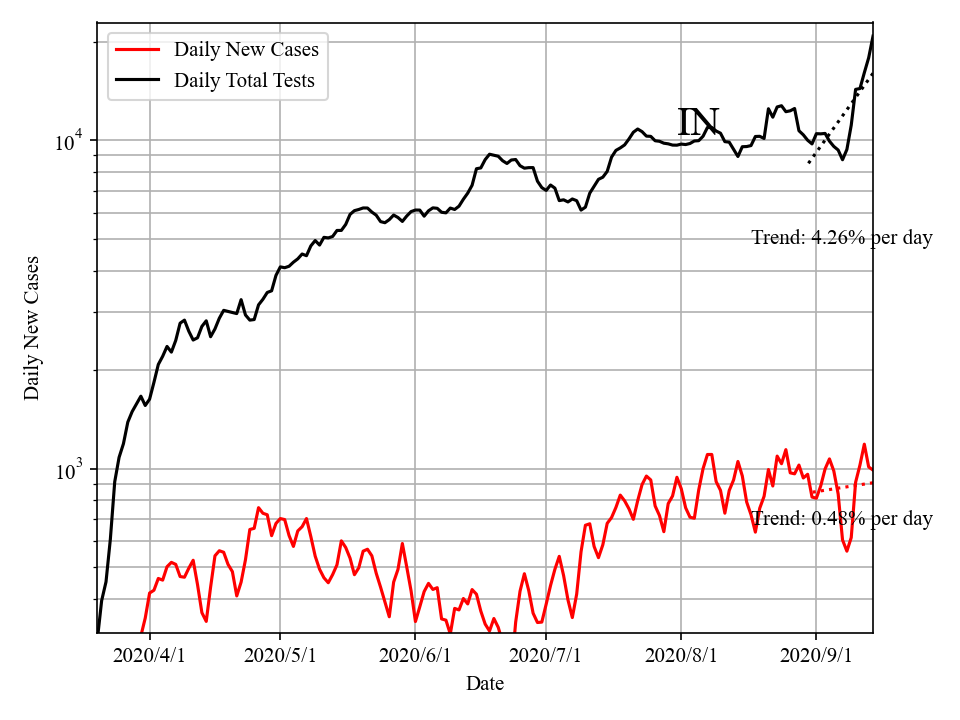 Daily New Cases
Daily Total Tests
IN
10^4
Trend: 4.26% per day
Daily New Cases
10^3
Trend: 0.48% per day
2020/4/1 2020/5/1 2020/6/1 2020/7/1 2020/8/1 2020/9/1
Date